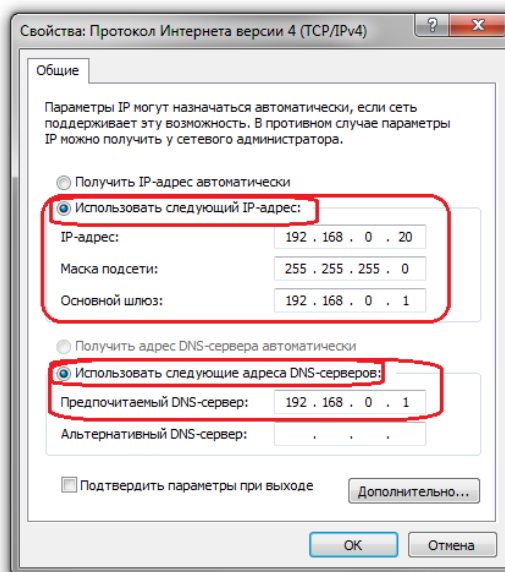 Свойства: Протокол Интернета версии 4 (TCP/IPv4)
?
X
Общие
Параметры IP могут назначаться автоматически, если сеть
поддерживает эту возможность. В противном случае параметры
IP можно получить у сетевого администратора.
Получить IP-адрес автоматически
Использовать следующий IP-адрес:
IP-адрес: 192 . 168 . 0 . 20
Маска подсети: 255 . 255 . 255 . 0
Основной шлюз: 192 . 168 . 0 . 1
Получить адрес DNS-сервера автоматически
Использовать следующие адреса DNS-серверов:
Предпочитаемый DNS-сервер: 192 . 168 . 0 . 1
Альтернативный DNS-сервер: . . .
Подтвердить параметры при выходе
Дополнительно...
ОК Отмена